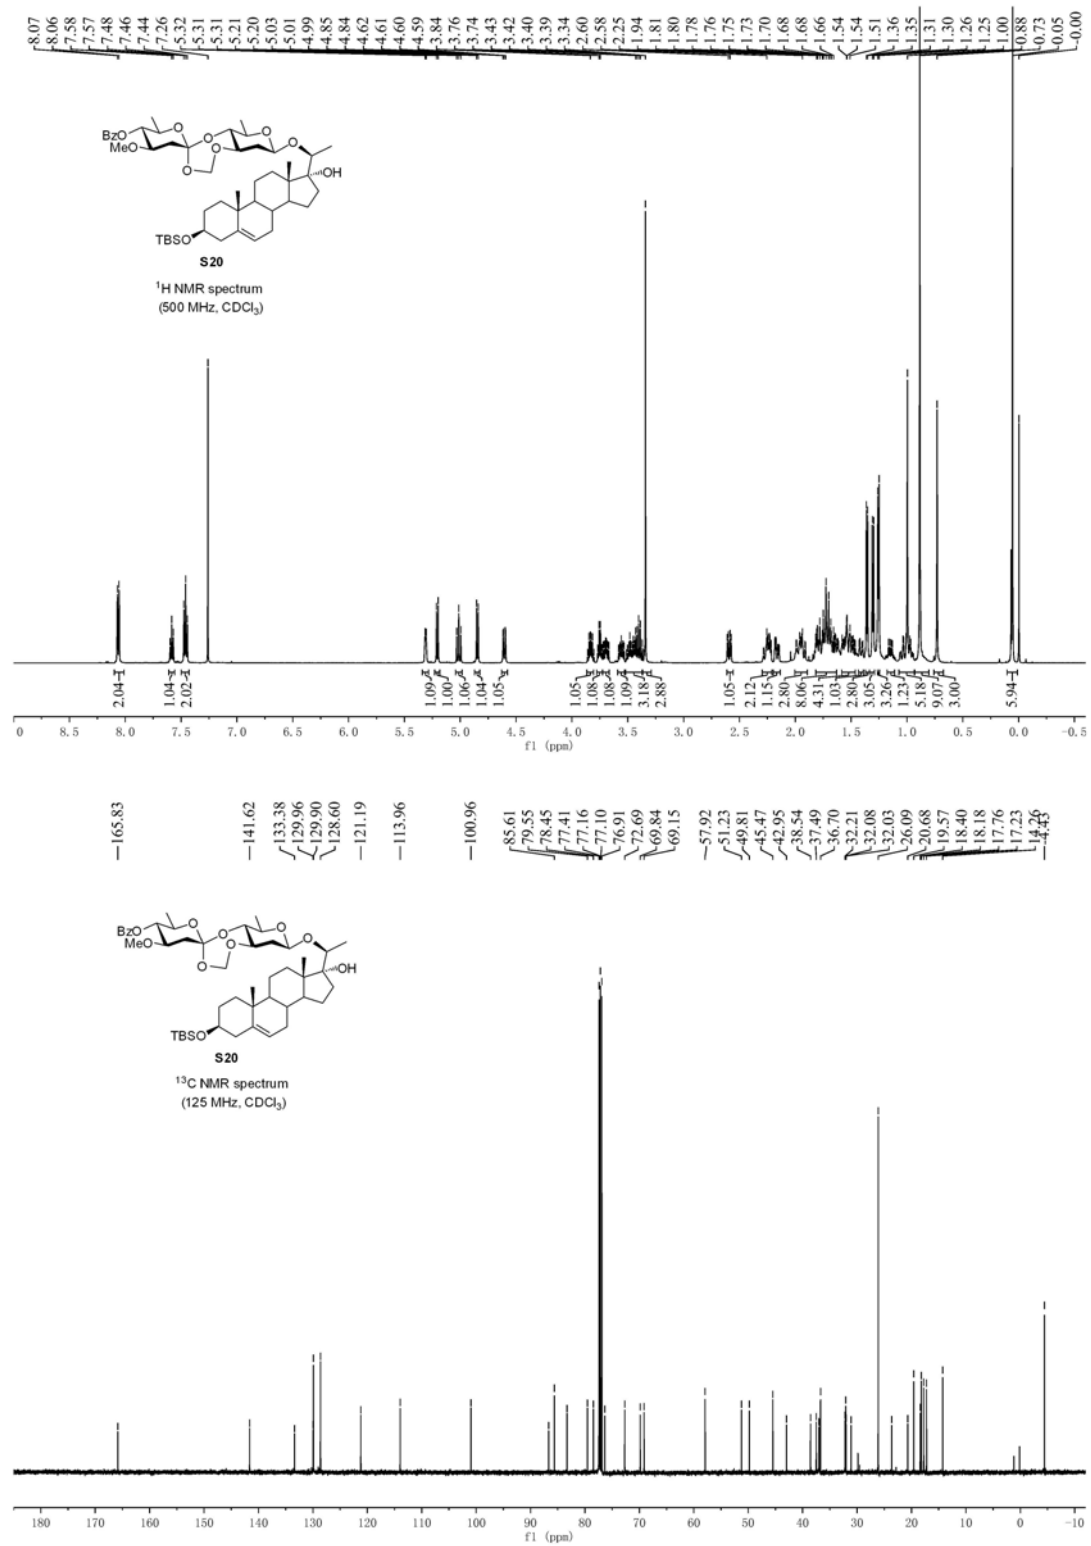 8.07 8.06 7.58 7.57 7.48 7.46 7.44 7.26 5.32 5.31 5.31 5.21 5.20 5.03 5.01 4.99 4.85 4.84 4.62 4.61 4.60 4.59 3.84 3.76 3.74 3.43 3.42 3.40 3.39 3.34 2.60 2.58 2.25 1.94 1.81 1.80 1.78 1.76 1.75 1.73 1.70 1.68 1.68 1.66 1.54 1.54 1.51 1.36 1.35 1.31 1.30 1.26 1.25 1.00 0.88 0.73 0.05 -0.00
BzO
MeO
O
O
O
O
O
O
OH
TBSO
S20
¹H NMR spectrum
(500 MHz, CDCl₃)
2.04 1.04 2.02 1.09 1.00 1.06 1.04 1.05 1.05 1.08 1.08 1.09 3.18 2.88 1.05 2.12 1.15 2.80 8.06 4.31 1.03 2.80 3.05 3.26 1.23 5.18 9.07 3.00 5.94
8.5 8.0 7.5 7.0 6.5 6.0 5.5 5.0 4.5 4.0 3.5 3.0 2.5 2.0 1.5 1.0 0.5 0.0 -0.5
f1 (ppm)
165.83 141.62 133.38 129.96 129.90 128.60 121.19 113.96 100.96 85.61 79.55 78.45 77.41 77.16 77.10 76.91 72.69 69.84 69.15 57.92 51.23 49.81 45.47 42.95 38.54 37.49 36.70 32.21 32.08 32.03 26.09 20.68 19.57 18.40 18.18 17.76 17.23 14.26 -4.43
BzO
MeO
O
O
O
O
O
O
OH
TBSO
S20
¹³C NMR spectrum
(125 MHz, CDCl₃)
180 170 160 150 140 130 120 110 100 90 80 70 60 50 40 30 20 10 0 -10
f1 (ppm)